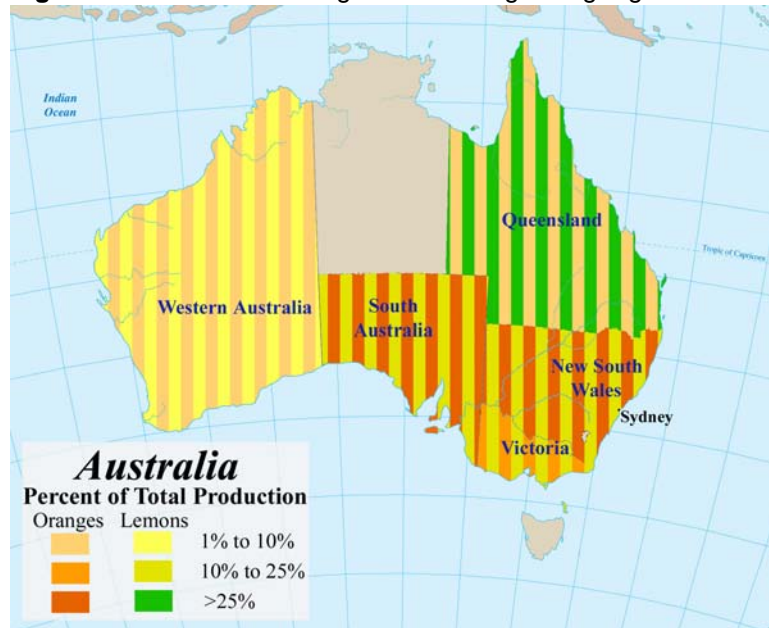 Indian
Ocean
Queensland
Tropic of Capricorn
Western Australia
South
Australia
New South
Wales
Sydney
Victoria
Australia
Percent of Total Production
Oranges Lemons
1% to 10%
10% to 25%
>25%